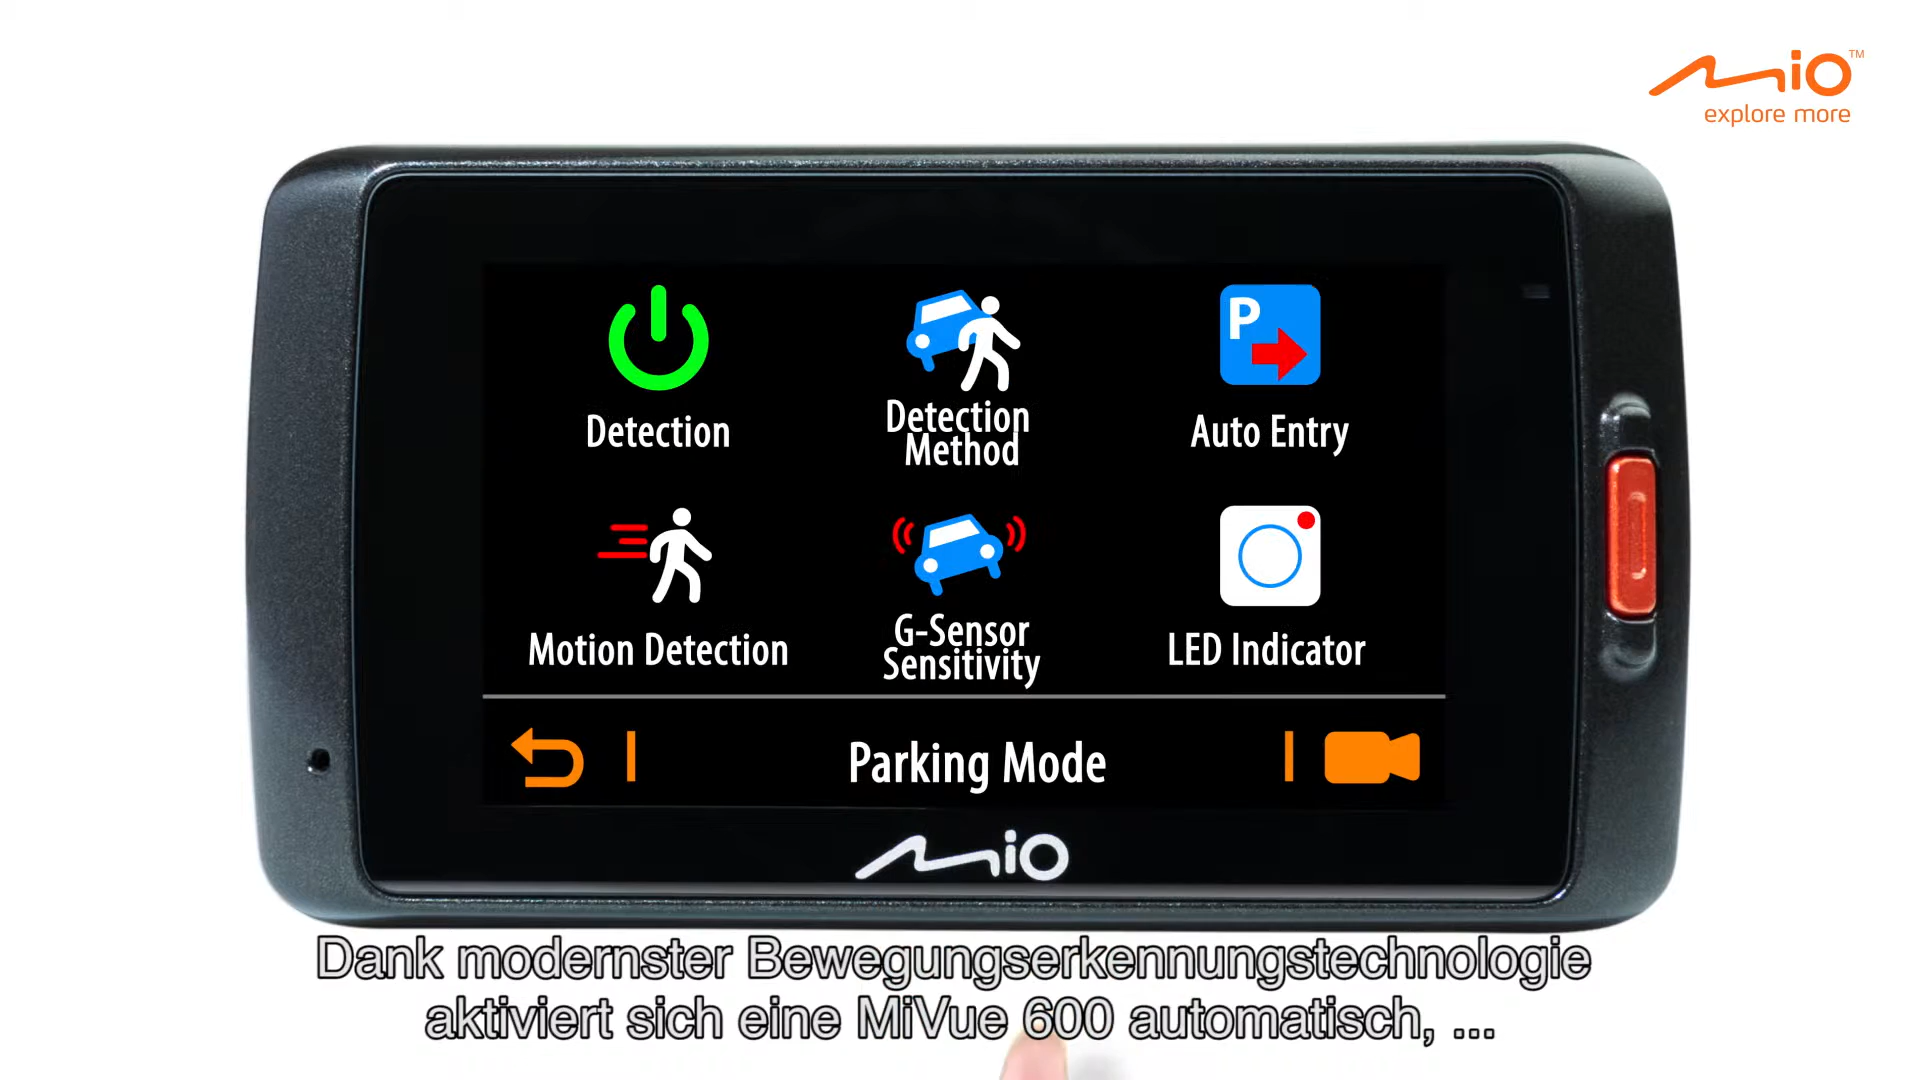 Mio™
explore more
Detection
Detection
Method
P
Auto Entry
Motion Detection
G-Sensor
Sensitivity
LED Indicator
Parking Mode
Mio
Dank modernster Bewegungserkennungstechnologie
aktiviert sich eine MiVue 600 automatisch, ...